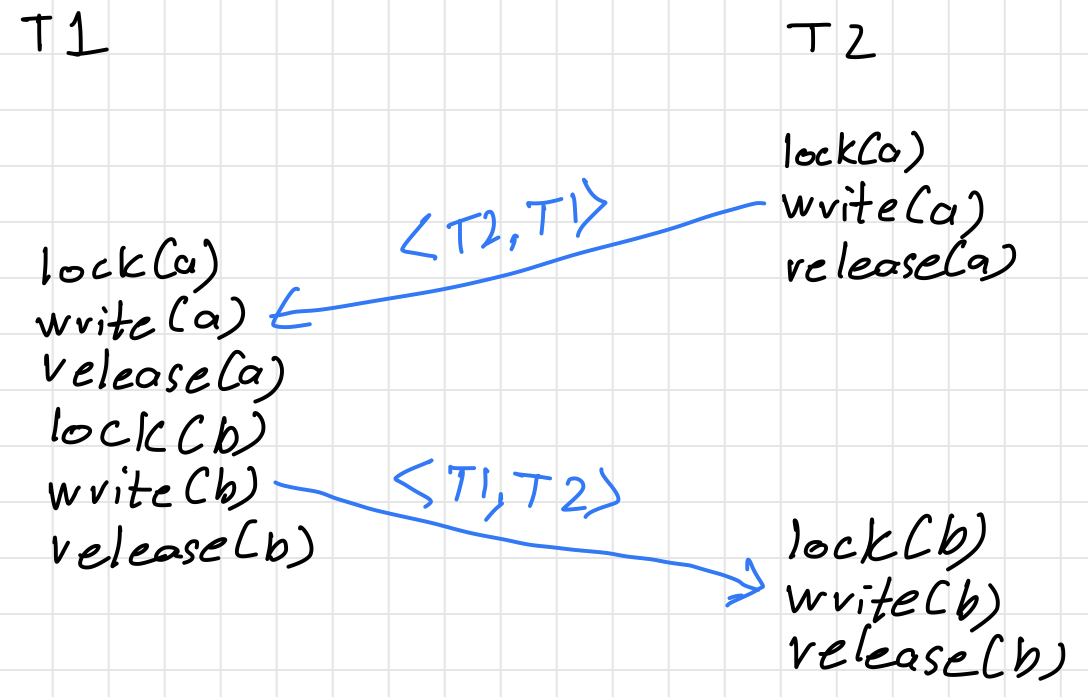 T1 T2
lock(a)
write(a)
<T2, T1>
release(a)
lock(a)
write(a)
release(a)
lock(b)
write(b)
<T1, T2>
release(b)
lock(b)
write(b)
release(b)